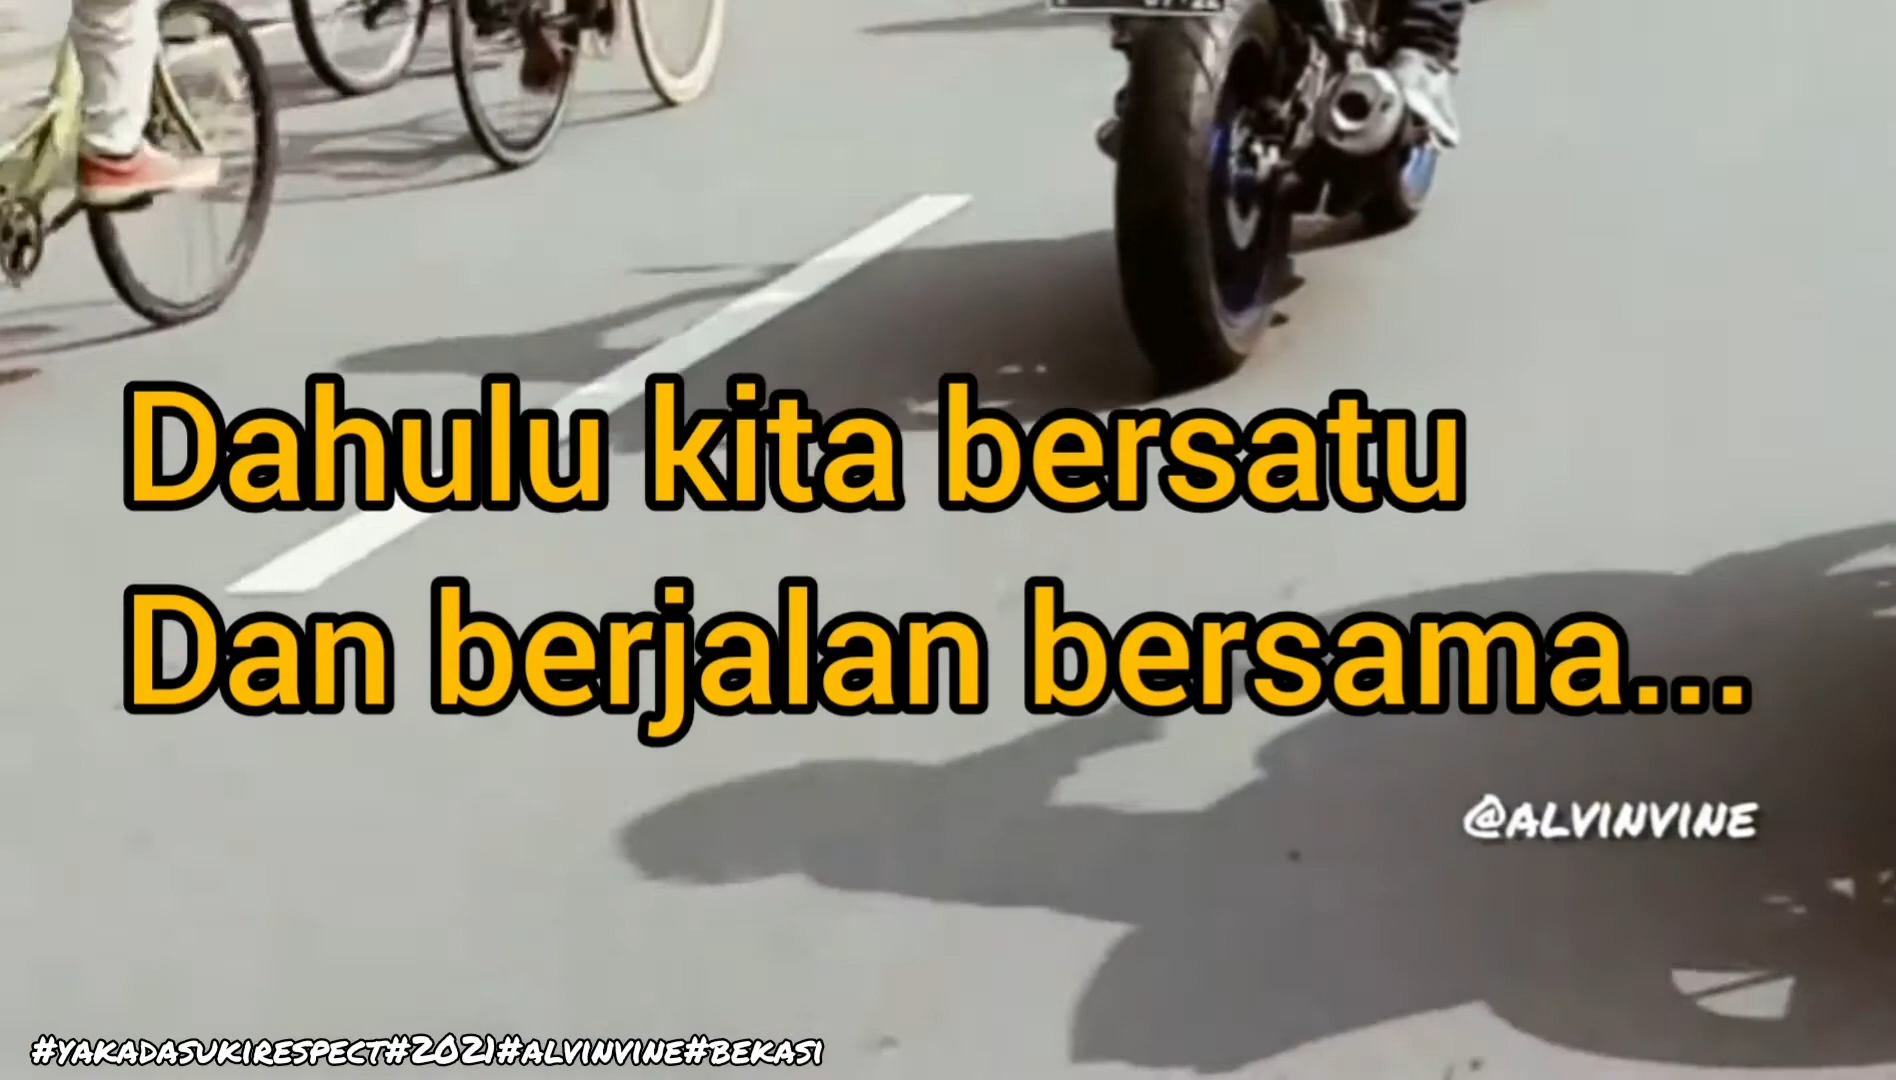 Dahulu kita bersatu
Dan berjalan bersama...
@ALVINVINE
#YAKADASUKIRESPECT#2021#ALVINVINE#BEKASI